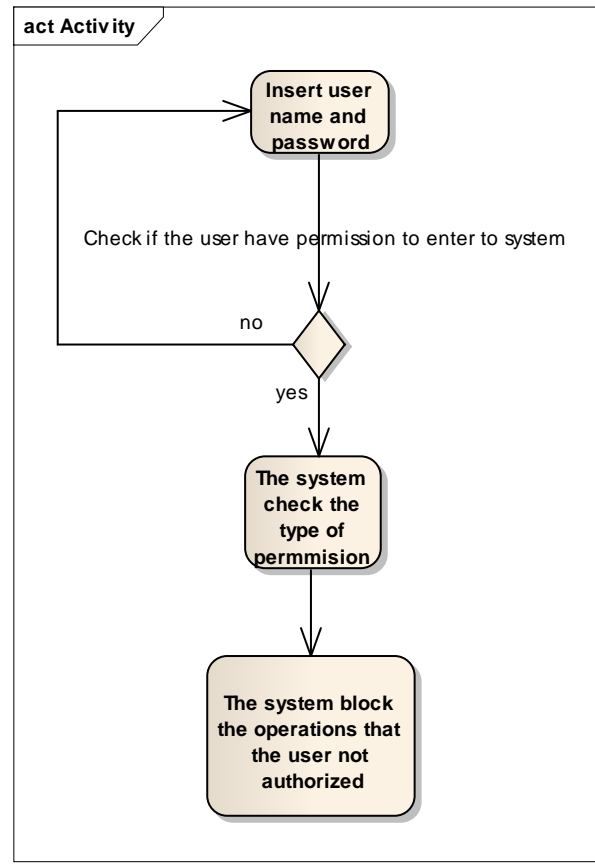 act Activity
Insert user
name and
password
Check if the user have permission to enter to system
no
yes
The system
check the
type of
permmision
The system block
the operations that
the user not
authorized